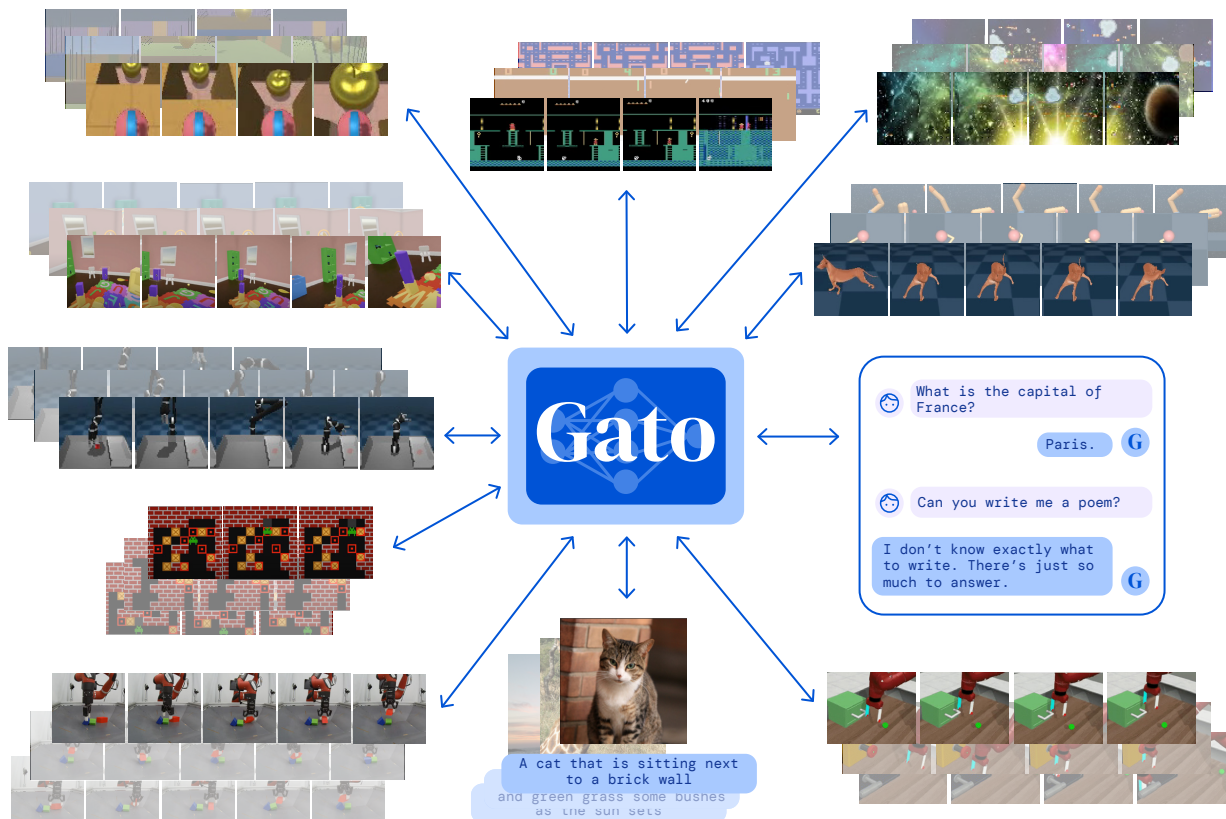 Gato
What is the capital of
France?
Paris.
G
Can you write me a poem?
I don't know exactly what
to write. There's just so
much to answer.
G
A cat that is sitting next
to a brick wall
and green grass some bushes
as the sun sets